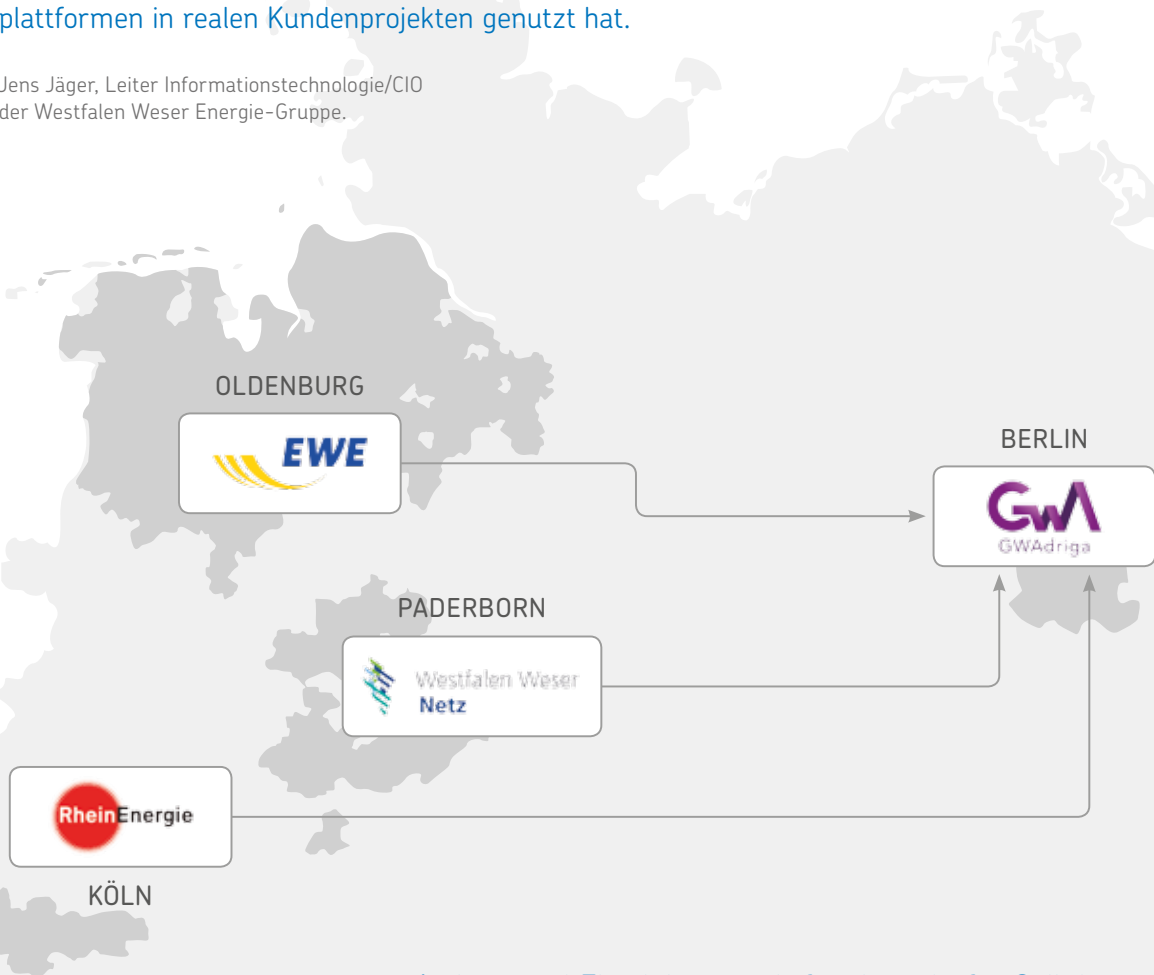 plattformen in realen Kundenprojekten genutzt hat.
Jens Jäger, Leiter Informationstechnologie/CIO
der Westfalen Weser Energie-Gruppe.
OLDENBURG
EWE
BERLIN
GWA
GWAdriga
PADERBORN
Westfalen Weser
Netz
RheinEnergie
KÖLN